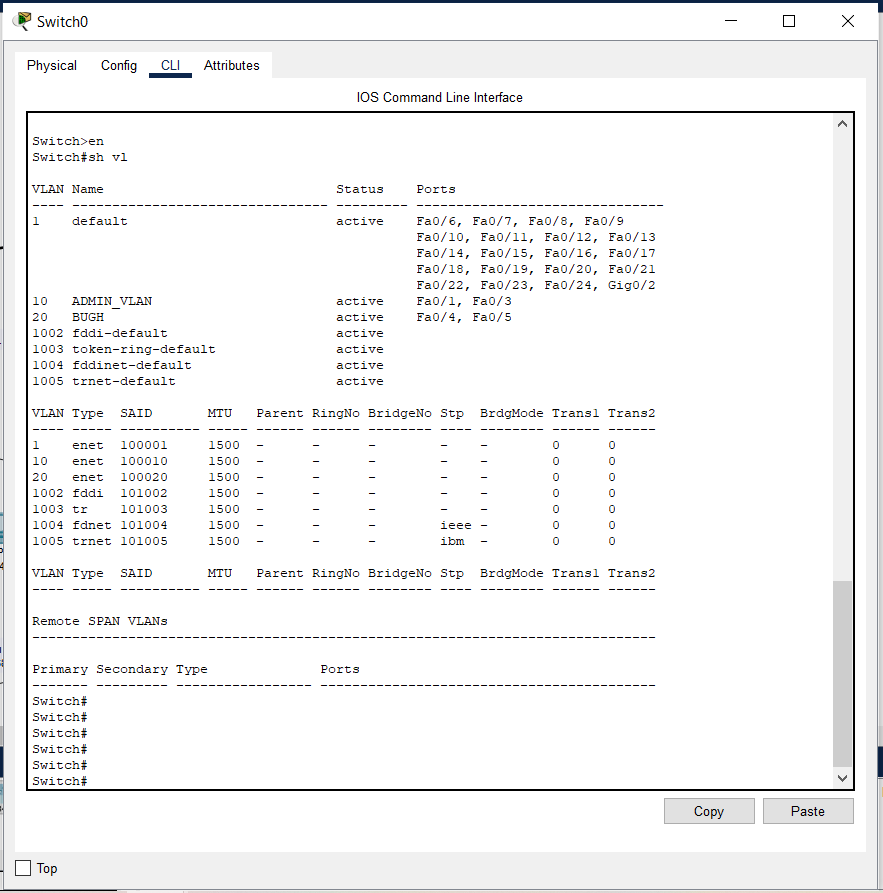 Switch0
Physical Config CLI Attributes
IOS Command Line Interface
Switch>en
Switch#sh vl
VLAN Name                             Status    Ports
---- -------------------------------- --------- -------------------------------
1    default                          active    Fa0/6, Fa0/7, Fa0/8, Fa0/9
                                                Fa0/10, Fa0/11, Fa0/12, Fa0/13
                                                Fa0/14, Fa0/15, Fa0/16, Fa0/17
                                                Fa0/18, Fa0/19, Fa0/20, Fa0/21
                                                Fa0/22, Fa0/23, Fa0/24, Gig0/2
10   ADMIN_VLAN                       active    Fa0/1, Fa0/3
20   BUGH                             active    Fa0/4, Fa0/5
1002 fddi-default                     active
1003 token-ring-default               active
1004 fddinet-default                  active
1005 trnet-default                    active
VLAN Type  SAID       MTU   Parent RingNo BridgeNo Stp  BrdgMode Trans1 Trans2
---- ----- ---------- ----- ------ ------ -------- ---- -------- ------ ------
1    enet  100001     1500  -      -      -        -    -        0      0
10   enet  100010     1500  -      -      -        -    -        0      0
20   enet  100020     1500  -      -      -        -    -        0      0
1002 fddi  101002     1500  -      -      -        -    -        0      0
1003 tr    101003     1500  -      -      -        -    -        0      0
1004 fdnet 101004     1500  -      -      -        ieee -        0      0
1005 trnet 101005     1500  -      -      -        ibm  -        0      0
VLAN Type  SAID       MTU   Parent RingNo BridgeNo Stp  BrdgMode Trans1 Trans2
---- ----- ---------- ----- ------ ------ -------- ---- -------- ------ ------
Remote SPAN VLANs
------------------------------------------------------------------------------
Primary Secondary Type              Ports
------- --------- ----------------- ------------------------------------------
Switch#
Switch#
Switch#
Switch#
Switch#
Switch#
Copy Paste
Top